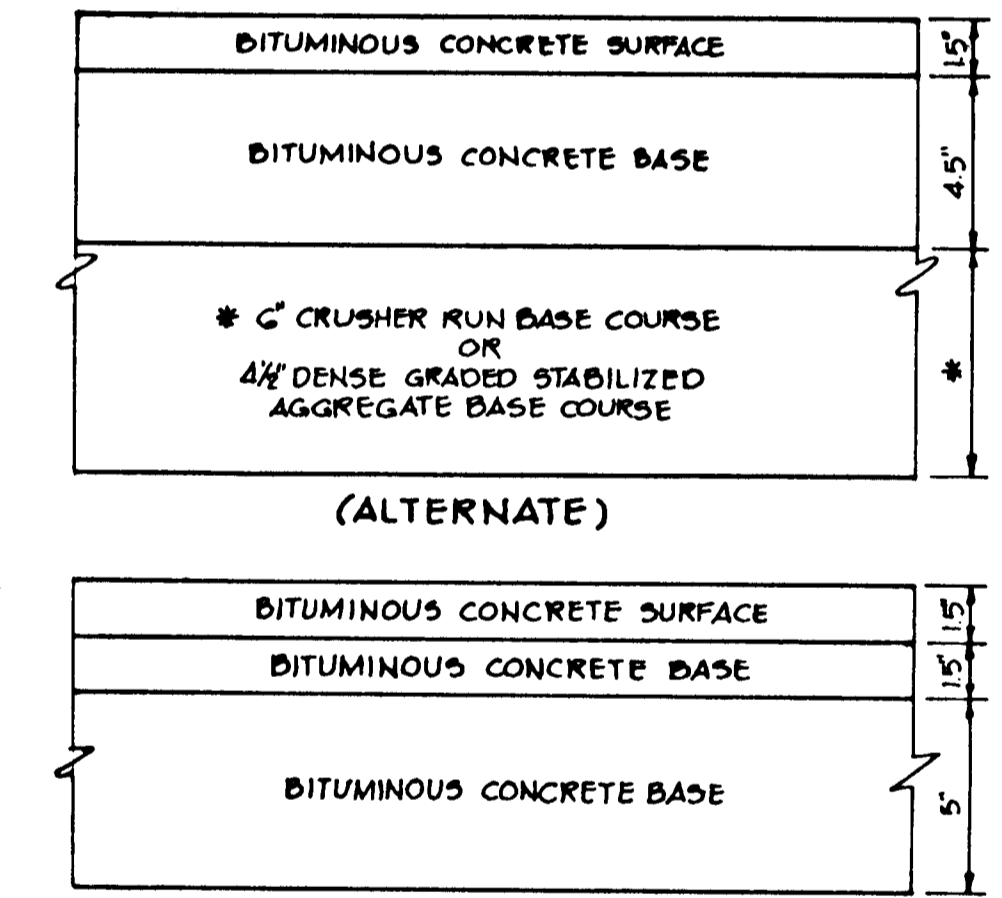 BITUMINOUS CONCRETE SURFACE
1.5"
BITUMINOUS CONCRETE BASE
4.5"
* 6" CRUSHER RUN BASE COURSE
OR
4½" DENSE GRADED STABILIZED
AGGREGATE BASE COURSE
*
(ALTERNATE)
BITUMINOUS CONCRETE SURFACE
1.5"
BITUMINOUS CONCRETE BASE
1.5"
BITUMINOUS CONCRETE BASE
5"